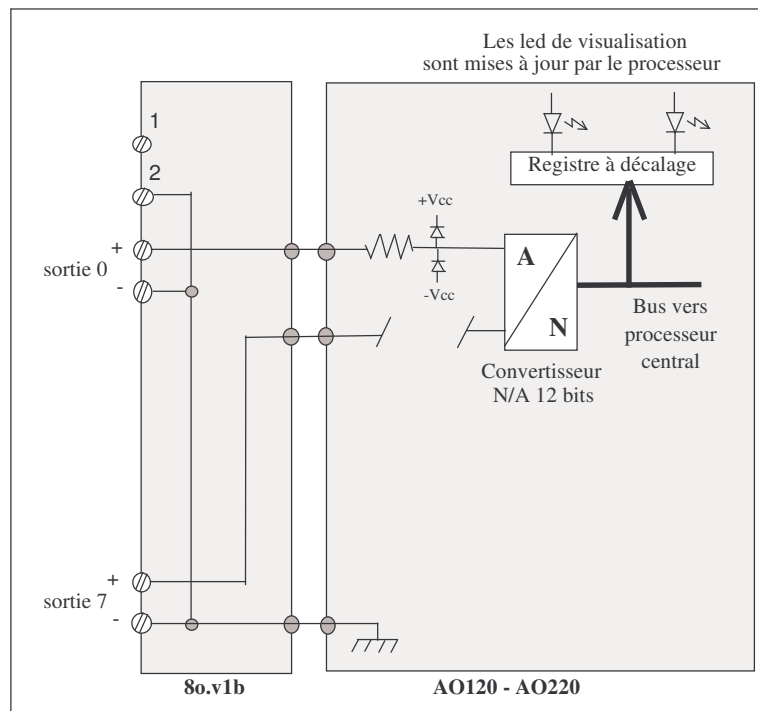 Les led de visualisation
sont mises à jour par le processeur
1
2
Registre à décalage
+Vcc
+
sortie 0
-
A
-Vcc
N
Bus vers
processeur
central
Convertisseur
N/A 12 bits
+
sortie 7
-
8o.v1b
AO120 - AO220